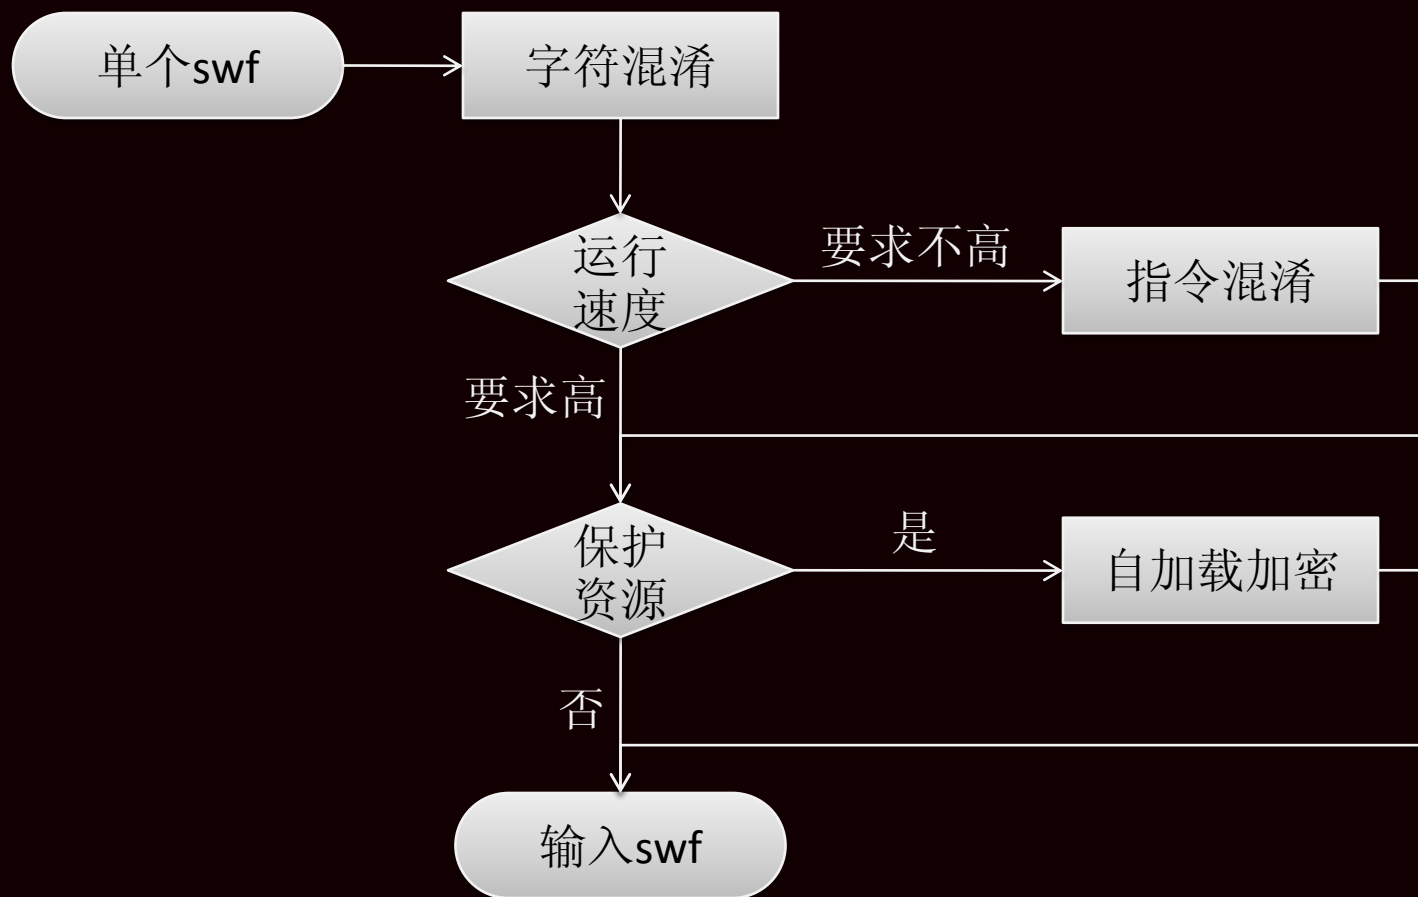 单个swf
字符混淆
运行
速度
要求不高
指令混淆
要求高
保护
资源
是
自加载加密
否
输入swf